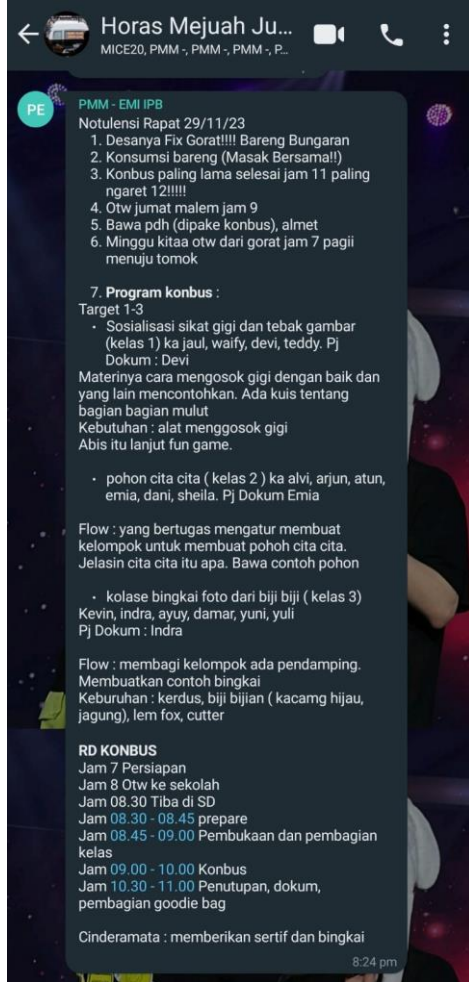 Horas Mejuah Ju...
MICE20, PMM -, PMM -, PMM -, P...
PE
PMM - EMI IPB
Notulensi Rapat 29/11/23
1. Desanya Fix Gorat!!!! Bareng Bungaran
2. Konsumsi bareng (Masak Bersama!!)
3. Konbus paling lama selesai jam 11 paling
ngaret 12!!!!!
4. Otw jumat malem jam 9
5. Bawa pdh (dipake konbus), almet
6. Minggu kitaa otw dari gorat jam 7 pagii
menuju tomok
7. Program konbus :
Target 1-3
• Sosialisasi sikat gigi dan tebak gambar
(kelas 1) ka jaul, waify, devi, teddy. Pj
Dokum : Devi
Materinya cara mengosok gigi dengan baik dan
yang lain mencontohkan. Ada kuis tentang
bagian bagian mulut
Kebutuhan : alat menggosok gigi
Abis itu lanjut fun game.
• pohon cita cita ( kelas 2 ) ka alvi, arjun, atun,
emia, dani, sheila. Pj Dokum Emia
Flow : yang bertugas mengatur membuat
kelompok untuk membuat pohoh cita cita.
Jelasin cita cita itu apa. Bawa contoh pohon
• kolase bingkai foto dari biji biji ( kelas 3)
Kevin, indra, ayuy, damar, yuni, yuli
Pj Dokum : Indra
Flow : membagi kelompok ada pendamping.
Membuatkan contoh bingkai
Keburuhan : kerdus, biji bijian ( kacamg hijau,
jagung), lem fox, cutter
RD KONBUS
Jam 7 Persiapan
Jam 8 Otw ke sekolah
Jam 08.30 Tiba di SD
Jam 08.30 - 08.45 prepare
Jam 08.45 - 09.00 Pembukaan dan pembagian
kelas
Jam 09.00 - 10.00 Konbus
Jam 10.30 - 11.00 Penutupan, dokum,
pembagian goodie bag
Cinderamata : memberikan sertif dan bingkai
8:24 pm